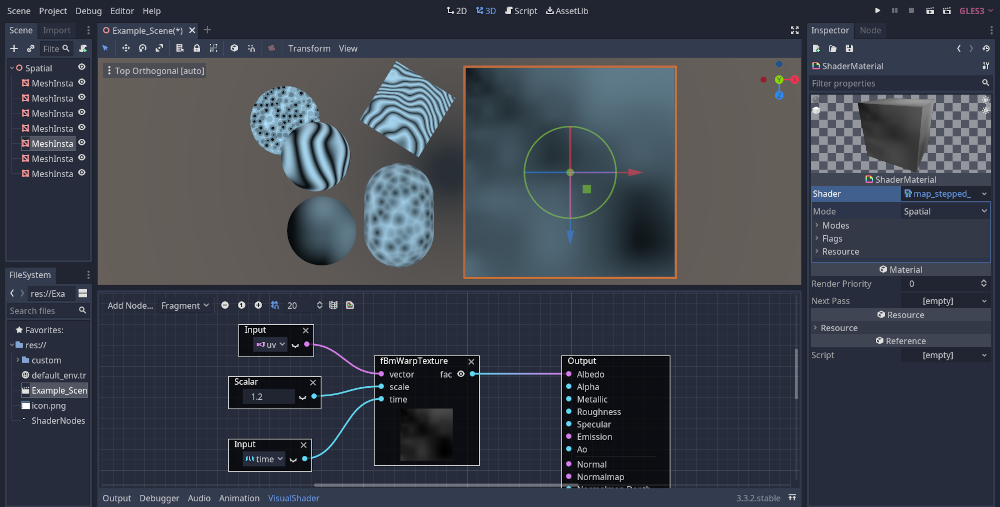 Scene Project Debug Editor Help
2D 3D Script AssetLib
GLES3
Scene Import
Filte
Spatial
MeshInsta
MeshInsta
MeshInsta
MeshInsta
MeshInsta
MeshInsta
MeshInsta
FileSystem
res://Exa
Search files
Favorites:
res://
custom
default_env.tr
Example_Scen
icon.png
ShaderNodes
Example_Scene(*)
Transform View
Top Orthogonal [auto]
Y
X
Z
Add Node... Fragment 20
Input
uv
Scalar
1.2
Input
time
fBmWarpTexture
vector fac
scale
time
Output
Albedo
Alpha
Metallic
Roughness
Specular
Emission
Ao
Normal
Normalmap
Normalmap Depth
Output Debugger Audio Animation VisualShader 3.3.2.stable
Inspector Node
ShaderMaterial
Filter properties
ShaderMaterial
Shader map_stepped_
Mode Spatial
Modes
Flags
Resource
Material
Render Priority 0
Next Pass [empty]
Resource
Resource
Reference
Script [empty]